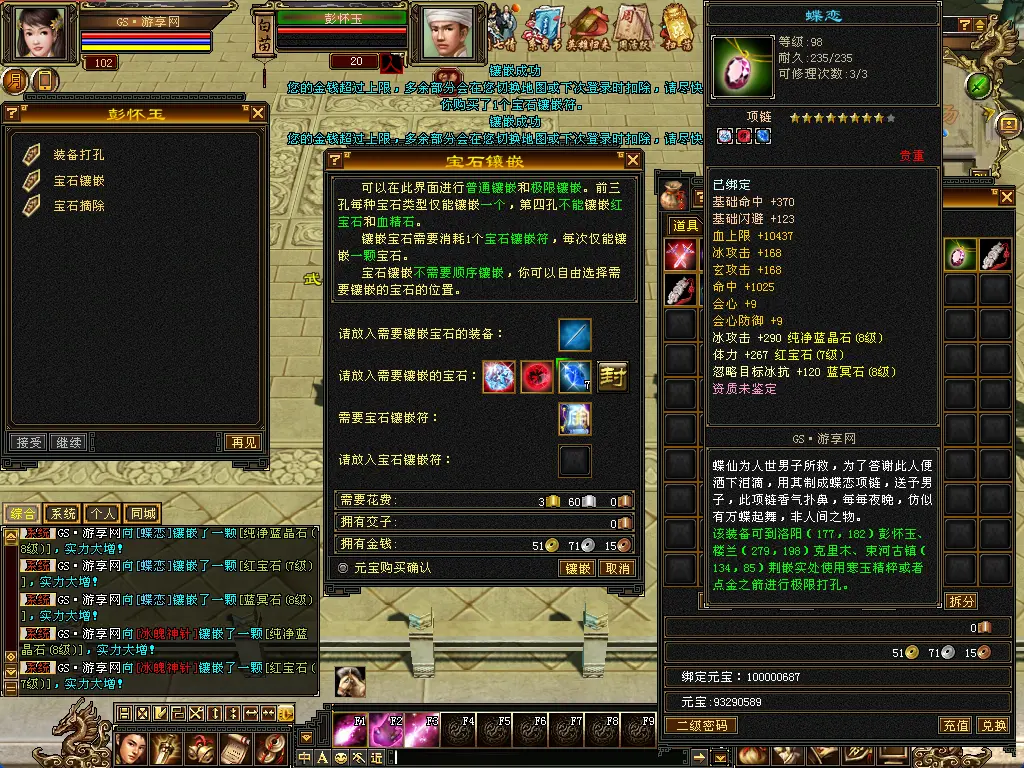 GS·游享网
102
白苗
彭怀玉
20
镶嵌成功
您的金钱超过上限,多余部分会在您切换地图或下次登录时扣除,请尽快
你购买了1个宝石镶嵌符。
镶嵌成功
您的金钱超过上限,多余部分会在您切换地图或下次登录时扣除,请尽快
彭怀玉
装备打孔
宝石镶嵌
宝石摘除
接受
继续
再见
宝石镶嵌
可以在此界面进行普通镶嵌和极限镶嵌。前三
孔每种宝石类型仅能镶嵌一个,第四孔不能镶嵌红
宝石和血精石。
镶嵌宝石需要消耗1个宝石镶嵌符,每次仅能镶
嵌一颗宝石。
宝石镶嵌不需要顺序镶嵌,你可以自由选择需
要镶嵌的宝石的位置。
请放入需要镶嵌宝石的装备:
请放入需要镶嵌的宝石:
7
封
需要宝石镶嵌符:
请放入宝石镶嵌符:
需要花费:
3 60 0
拥有交子:
0
拥有金钱:
51 71 15
元宝购买确认
镶嵌
取消
蝶恋
等级:98
耐久:235/235
可修理次数:3/3
项链
贵重
已绑定
基础命中 +370
基础闪避 +123
血上限 +10437
冰攻击 +168
玄攻击 +168
命中 +1025
会心 +9
会心防御 +9
冰攻击 +290 纯净蓝晶石(8级)
体力 +267 红宝石(7级)
忽略目标冰抗 +120 蓝冥石(8级)
资质未鉴定
GS·游享网
蝶仙为人世男子所救,为了答谢此人便
洒下泪滴,用其制成蝶恋项链,送予男
子,此项链香气扑鼻,每每夜晚,仿似
有万蝶起舞,非人间之物。
该装备可到洛阳(177,182)彭怀玉、
楼兰(279,198)克里木、束河古镇(
134,85)荆嵌实处使用寒玉精粹或者
点金之箭进行极限打孔。
道具
拆分
0
51 71 15
绑定元宝:100000687
元宝:93290589
二级密码
充值
兑换
综合
系统
个人
同城
系统 GS·游享网向[蝶恋]镶嵌了一颗[纯净蓝晶石(
8级)],实力大增!
系统 GS·游享网向[蝶恋]镶嵌了一颗[红宝石(7级)
],实力大增!
系统 GS·游享网向[蝶恋]镶嵌了一颗[蓝冥石(8级)
],实力大增!
系统 GS·游享网向[冰魄神针]镶嵌了一颗[纯净蓝
晶石(8级)],实力大增!
系统 GS·游享网向[冰魄神针]镶嵌了一颗[红宝石(
7级)],实力大增!
F1
F2
F3
F4
F5
F6
F7
F8
F9
中
A
近